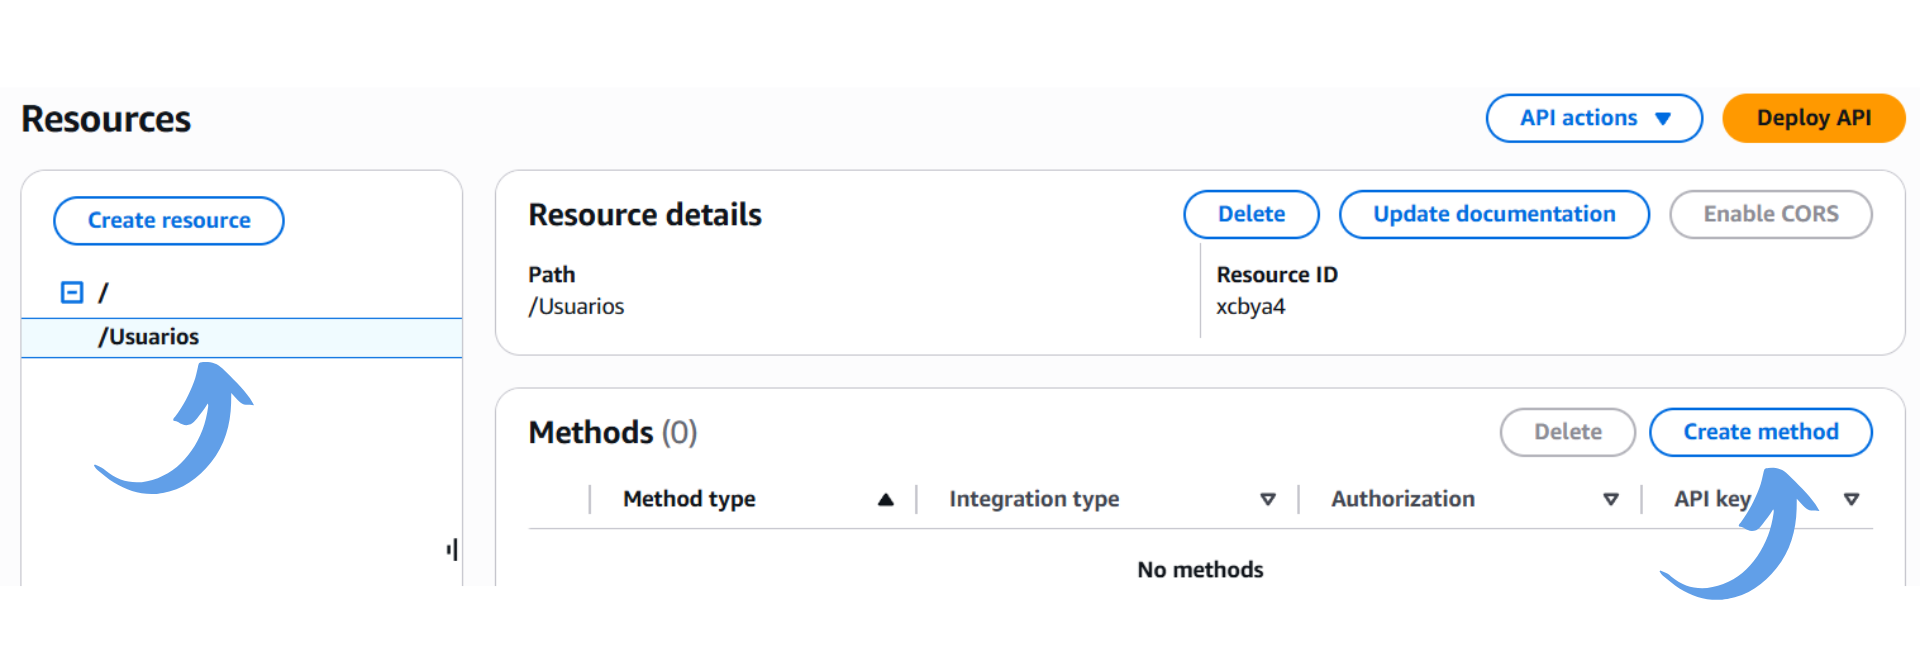 Resources
API actions
Deploy API
Create resource
/
/Usuarios
Resource details
Delete
Update documentation
Enable CORS
Path
/Usuarios
Resource ID
xcbya4
Methods (0)
Delete
Create method
Method type
Integration type
Authorization
API key
No methods